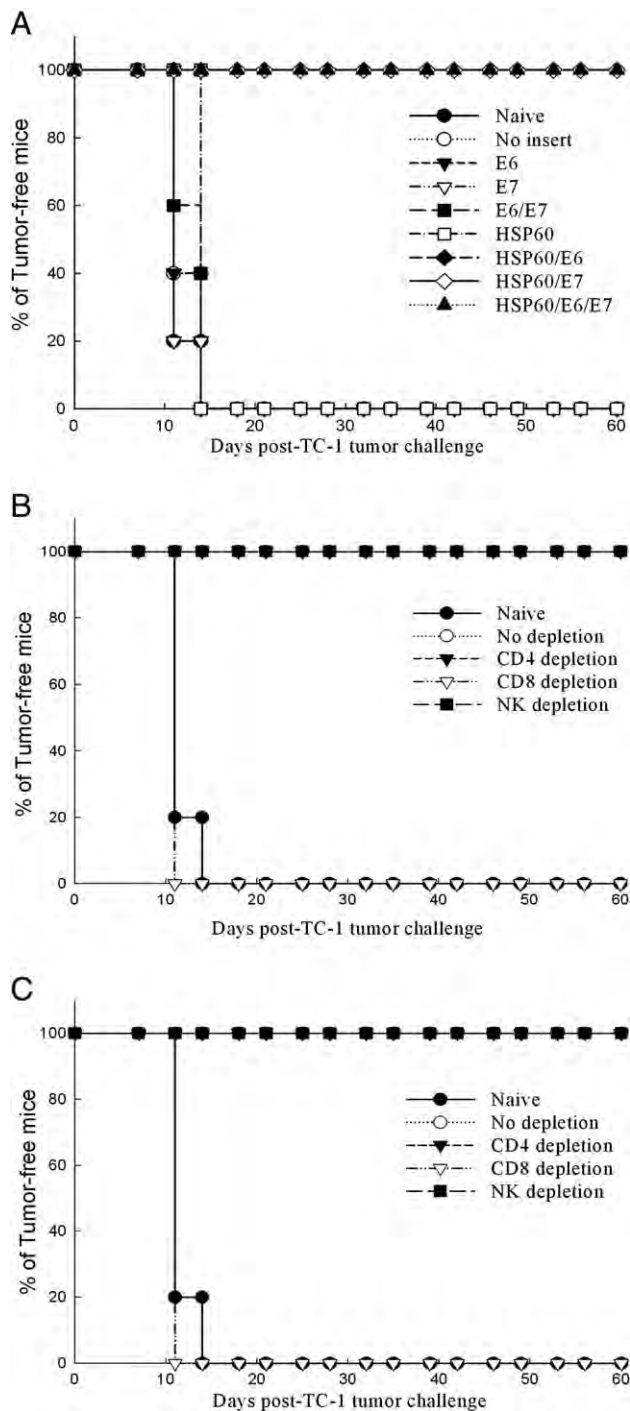 A
% of Tumor-free mice
100
80
60
40
20
0
Naive
No insert
E6
E7
E6/E7
HSP60
HSP60/E6
HSP60/E7
HSP60/E6/E7
0 10 20 30 40 50 60
Days post-TC-1 tumor challenge
B
% of Tumor-free mice
100
80
60
40
20
0
Naive
No depletion
CD4 depletion
CD8 depletion
NK depletion
0 10 20 30 40 50 60
Days post-TC-1 tumor challenge
C
% of Tumor-free mice
100
80
60
40
20
0
Naive
No depletion
CD4 depletion
CD8 depletion
NK depletion
0 10 20 30 40 50 60
Days post-TC-1 tumor challenge